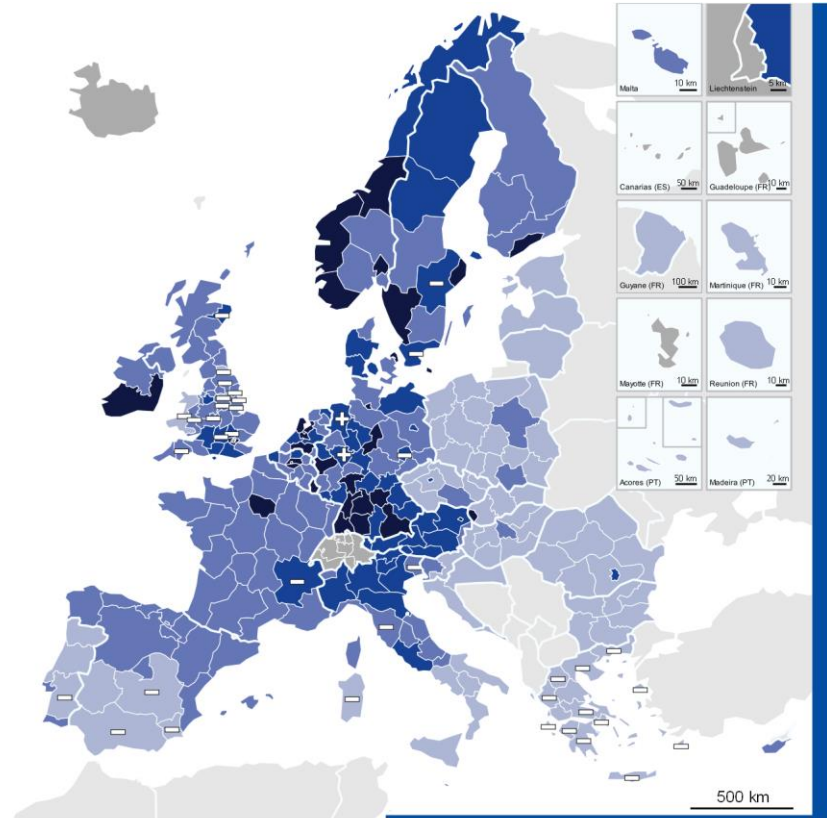 Malta
10 km
Liechtenstein
5 km
Canarias (ES)
50 km
Guadeloupe (FR)
10 km
Guyane (FR)
100 km
Martinique (FR)
10 km
Mayotte (FR)
10 km
Reunion (FR)
10 km
Acores (PT)
50 km
Madeira (PT)
20 km
500 km